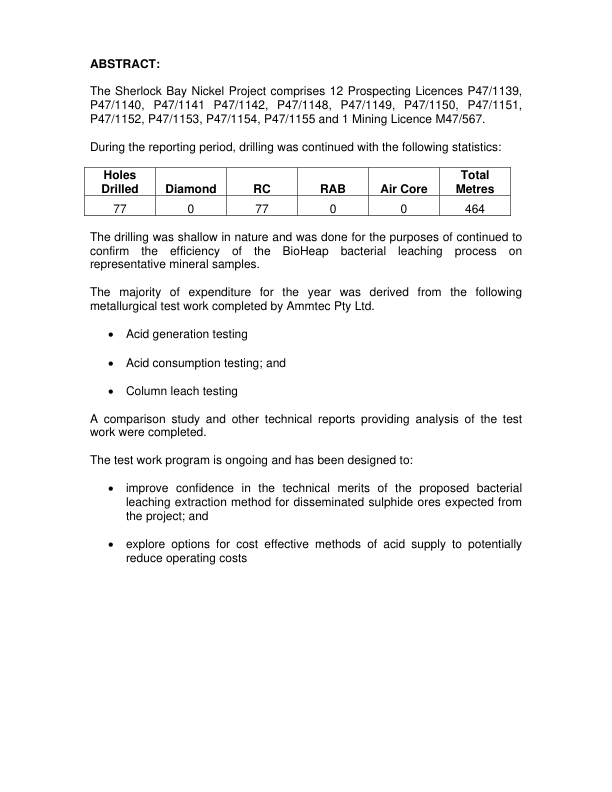 ABSTRACT:
The Sherlock Bay Nickel Project comprises 12 Prospecting Licences P47/1139,
P47/1140, P47/1141 P47/1142, P47/1148, P47/1149, P47/1150, P47/1151,
P47/1152, P47/1153, P47/1154, P47/1155 and 1 Mining Licence M47/567.
During the reporting period, drilling was continued with the following statistics:
Holes Drilled Diamond RC RAB Air Core Total Metres
77 0 77 0 0 464
The drilling was shallow in nature and was done for the purposes of continued to
confirm the efficiency of the BioHeap bacterial leaching process on
representative mineral samples.
The majority of expenditure for the year was derived from the following
metallurgical test work completed by Ammtec Pty Ltd.
• Acid generation testing
• Acid consumption testing; and
• Column leach testing
A comparison study and other technical reports providing analysis of the test
work were completed.
The test work program is ongoing and has been designed to:
• improve confidence in the technical merits of the proposed bacterial
leaching extraction method for disseminated sulphide ores expected from
the project; and
• explore options for cost effective methods of acid supply to potentially
reduce operating costs